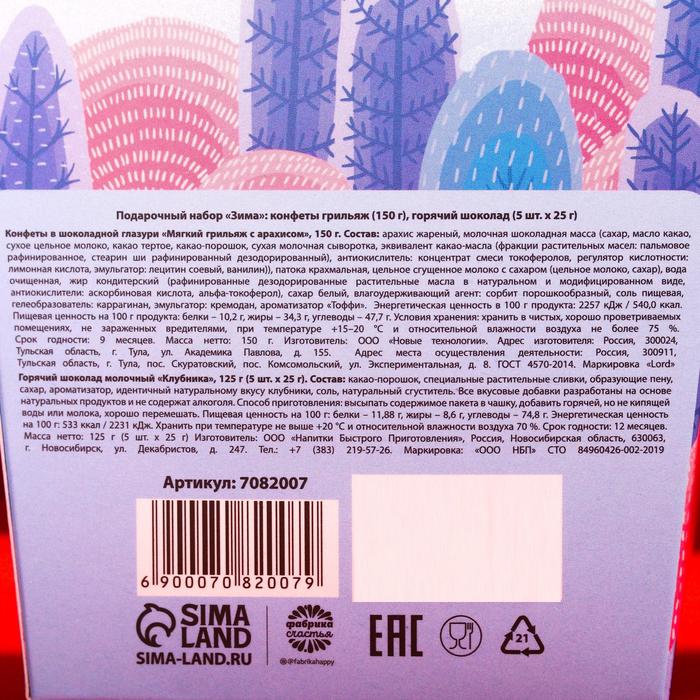 Подарочный набор «Зима»: конфеты грильяж (150 г), горячий шоколад (5 шт. х 25 г)
Конфеты в шоколадной глазури «Мягкий грильяж с арахисом», 150 г. Состав: арахис жареный, молочная шоколадная масса (сахар, масло какао,
сухое цельное молоко, какао тертое, какао-порошок, сухая молочная сыворотка, эквивалент какао-масла (фракции растительных масел: пальмовое
рафинированное, стеарин ши рафинированный дезодорированный), антиокислитель: концентрат смеси токоферолов, регулятор кислотности:
лимонная кислота, эмульгатор: лецитин соевый, ванилин)), патока крахмальная, цельное сгущенное молоко с сахаром (цельное молоко, сахар), вода
очищенная, жир кондитерский (рафинированные дезодорированные растительные масла в натуральном и модифицированном виде,
антиокислители: аскорбиновая кислота, альфа-токоферол), сахар белый, влагоудерживающий агент: сорбит порошкообразный, соль пищевая,
гелеобразователь: каррагинан, эмульгатор: кремодан, ароматизатор «Тоффи». Энергетическая ценность в 100 г продукта: 2257 кДж / 540,0 ккал.
Пищевая ценность на 100 г продукта: белки – 10,2 г, жиры – 34,3 г, углеводы – 47,7 г. Условия хранения: хранить в чистых, хорошо проветриваемых
помещениях, не зараженных вредителями, при температуре +15–20 °С и относительной влажности воздуха не более 75 %.
Срок годности: 9 месяцев. Масса нетто: 150 г. Изготовитель: ООО «Новые технологии». Адрес изготовителя: Россия, 300024,
Тульская область, г. Тула, ул. Академика Павлова, д. 155. Адрес места осуществления деятельности: Россия, 300911,
Тульская область, г. Тула, пос. Скуратовский, пос. Комсомольский, ул. Экспериментальная, д. 8. ГОСТ 4570-2014. Маркировка «Lord»
Горячий шоколад молочный «Клубника», 125 г (5 шт. х 25 г). Состав: какао-порошок, специальные растительные сливки, образующие пену,
сахар, ароматизатор, идентичный натуральному вкусу клубники, соль, натуральный сгуститель. Все вкусовые добавки разработаны на основе
натуральных продуктов и не содержат алкоголя. Способ приготовления: высыпать содержимое пакета в чашку, добавить горячей, но не кипящей
воды или молока, хорошо перемешать. Пищевая ценность на 100 г: белки – 11,88 г, жиры – 8,6 г, углеводы – 74,8 г. Энергетическая ценность
на 100 г: 533 ккал / 2231 кДж. Хранить при температуре не выше +20 °С и относительной влажности воздуха 70 %. Срок годности: 12 месяцев.
Масса нетто: 125 г (5 шт. х 25 г) Изготовитель: ООО «Напитки Быстрого Приготовления», Россия, Новосибирская область, 630063,
г. Новосибирск, ул. Декабристов, д. 247. Тел.: +7 (383) 219-57-26. Маркировка: «ООО НБП» СТО 84960426-002-2019
Артикул: 7082007
6 900070 820079
SIMA
LAND
SIMA-LAND.RU
фабрика
счастья
@fabrikahappy
EAC
21